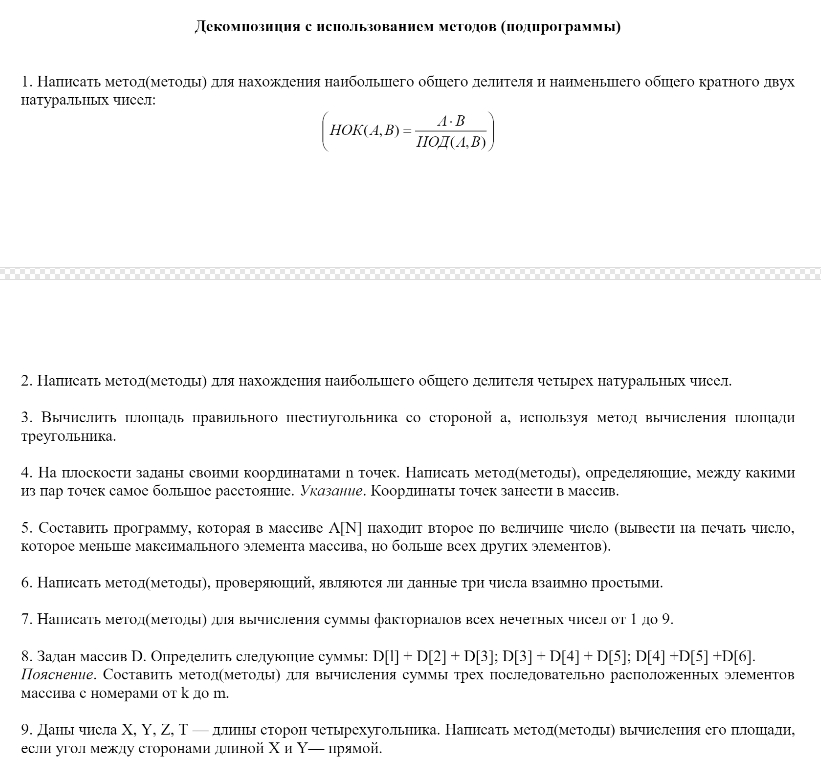 Декомпозиция с использованием методов (подпрограммы)
1. Написать метод(методы) для нахождения наибольшего общего делителя и наименьшего общего кратного двух
натуральных чисел:
(НОК(A,B) = A·B / НОД(A,B))
2. Написать метод(методы) для нахождения наибольшего общего делителя четырех натуральных чисел.
3. Вычислить площадь правильного шестиугольника со стороной а, используя метод вычисления площади
треугольника.
4. На плоскости заданы своими координатами n точек. Написать метод(методы), определяющие, между какими
из пар точек самое большое расстояние. Указание. Координаты точек занести в массив.
5. Составить программу, которая в массиве A[N] находит второе по величине число (вывести на печать число,
которое меньше максимального элемента массива, но больше всех других элементов).
6. Написать метод(методы), проверяющий, являются ли данные три числа взаимно простыми.
7. Написать метод(методы) для вычисления суммы факториалов всех нечетных чисел от 1 до 9.
8. Задан массив D. Определить следующие суммы: D[l] + D[2] + D[3]; D[3] + D[4] + D[5]; D[4] +D[5] +D[6].
Пояснение. Составить метод(методы) для вычисления суммы трех последовательно расположенных элементов
массива с номерами от k до m.
9. Даны числа X, Y, Z, Т — длины сторон четырехугольника. Написать метод(методы) вычисления его площади,
если угол между сторонами длиной X и Y— прямой.